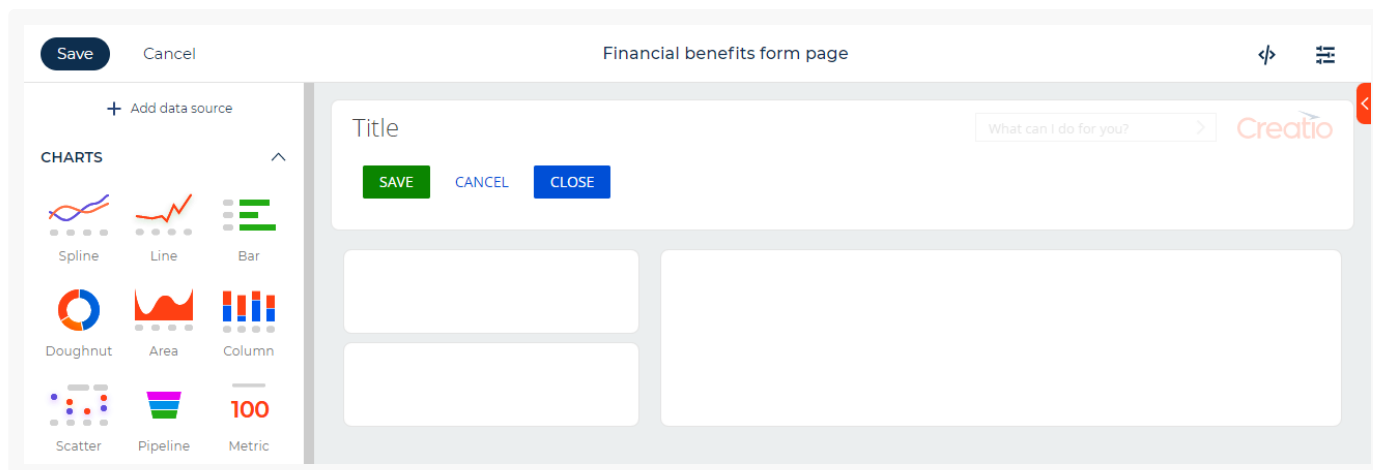 Save Cancel Financial benefits form page </>
+ Add data source
CHARTS
Spline Line Bar
Doughnut Area Column
100
Scatter Pipeline Metric
Title What can I do for you? Creatio
SAVE CANCEL CLOSE